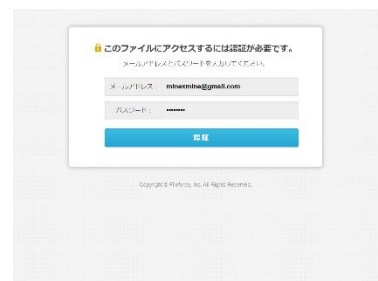 このファイルにアクセスするには認証が必要です。
メールアドレスとパスワードを入力してください。
メールアドレス: minexmine@gmail.com
パスワード: ••••••••
認証
Copyright © Fileforce, Inc. All Rights Reserved.